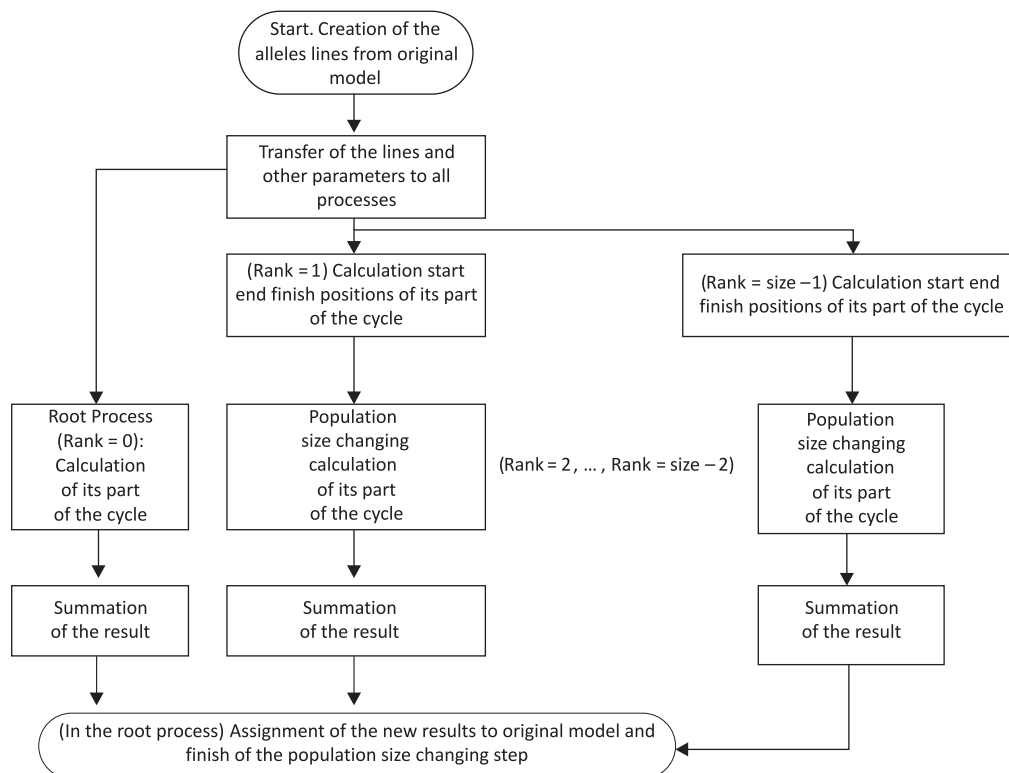 Start. Creation of the
alleles lines from original
model
Transfer of the lines and
other parameters to all
processes
(Rank = 1) Calculation start
end finish positions of its part
of the cycle
(Rank = size –1) Calculation start end
finish positions of its part of the cycle
Root Process
(Rank = 0):
Calculation
of its part
of the cycle
Population
size changing
calculation
of its part
of the cycle
(Rank = 2 , ... , Rank = size – 2)
Population
size changing
calculation
of its part
of the cycle
Summation
of the result
Summation
of the result
Summation
of the result
(In the root process) Assignment of the new results to original model and
finish of the population size changing step